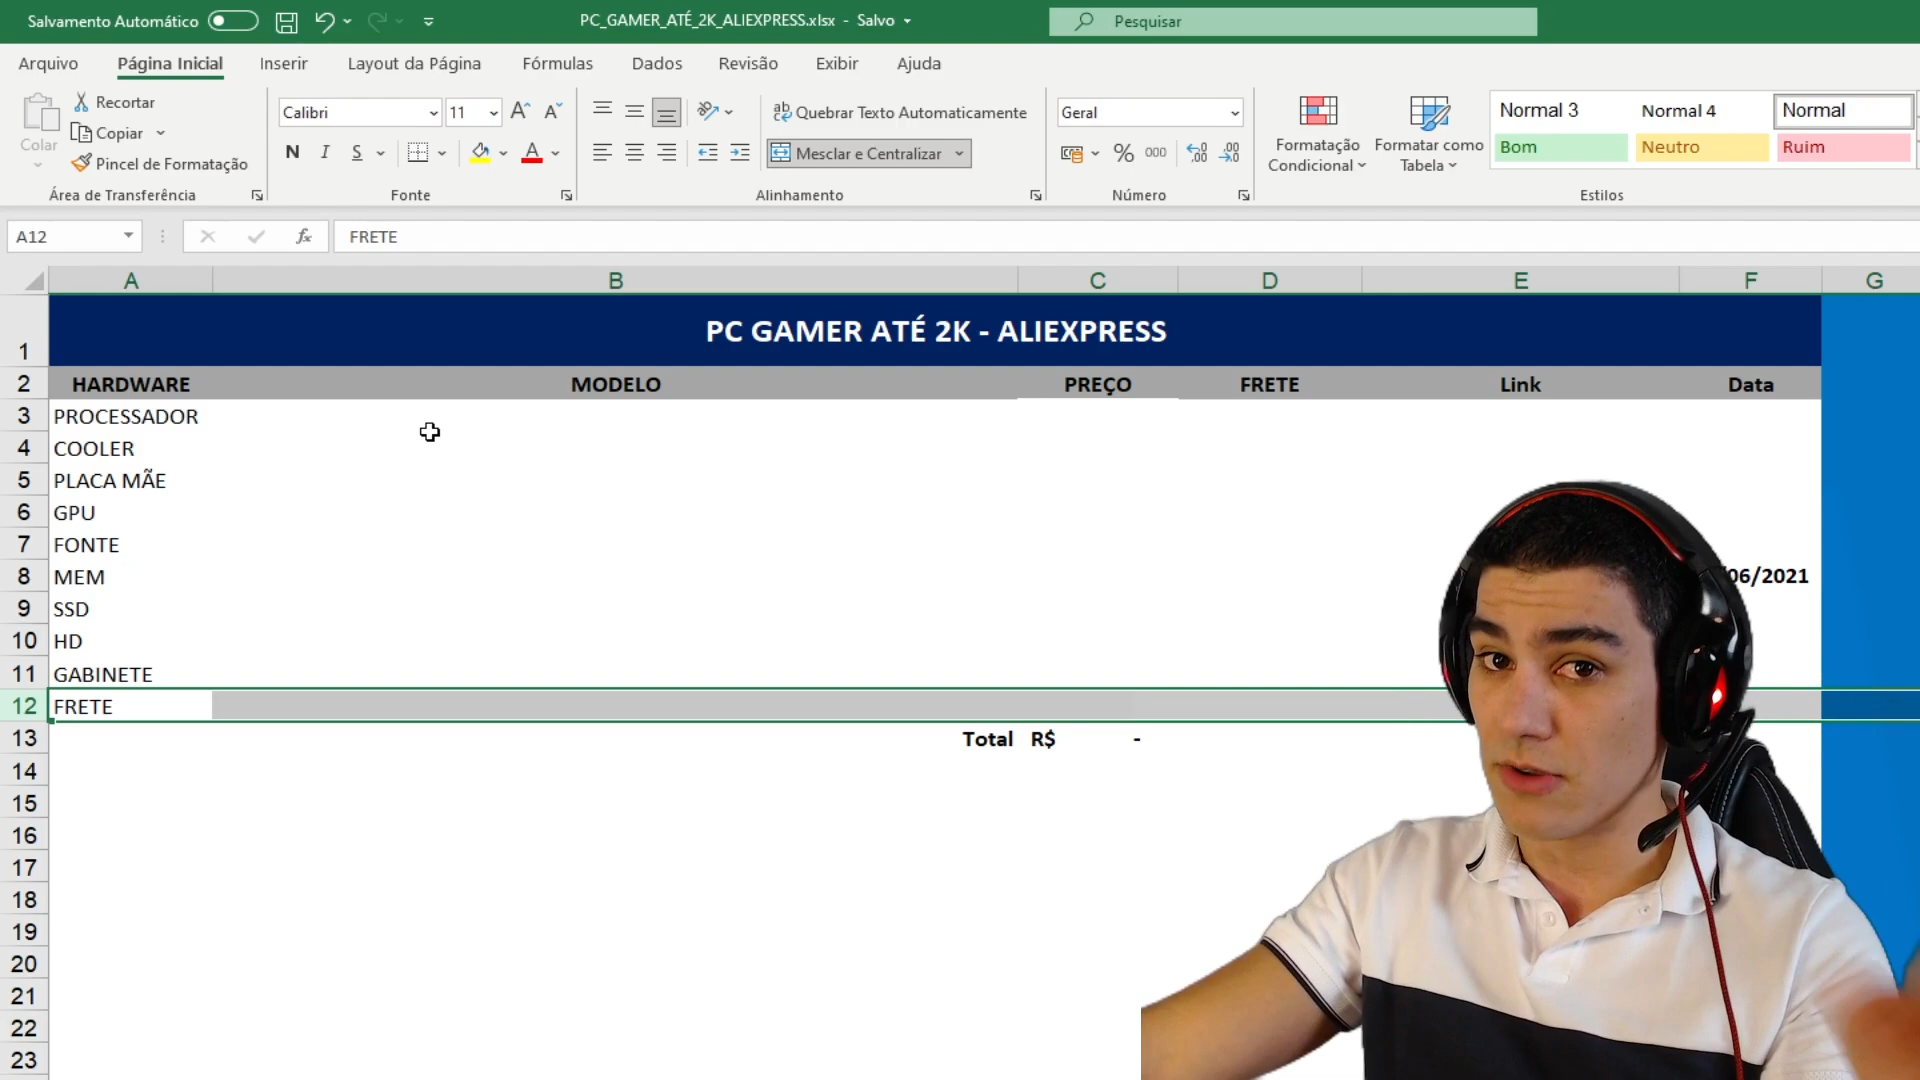 Salvamento Automático
PC_GAMER_ATÉ_2K_ALIEXPRESS.xlsx - Salvo
Pesquisar
Arquivo Página Inicial Inserir Layout da Página Fórmulas Dados Revisão Exibir Ajuda
Colar
Recortar
Copiar
Pincel de Formatação
Área de Transferência
Calibri 11
N I S
A
Fonte
ab Quebrar Texto Automaticamente
Mesclar e Centralizar
Alinhamento
Geral
% 000
Número
Formatação Condicional
Formatar como Tabela
Normal 3 Normal 4 Normal
Bom Neutro Ruim
Estilos
A12 fx FRETE
A B C D E F G
1 PC GAMER ATÉ 2K - ALIEXPRESS
2 HARDWARE MODELO PREÇO FRETE Link Data
3 PROCESSADOR
4 COOLER
5 PLACA MÃE
6 GPU
7 FONTE
8 MEM /06/2021
9 SSD
10 HD
11 GABINETE
12 FRETE
13 Total R$ -
14
15
16
17
18
19
20
21
22
23